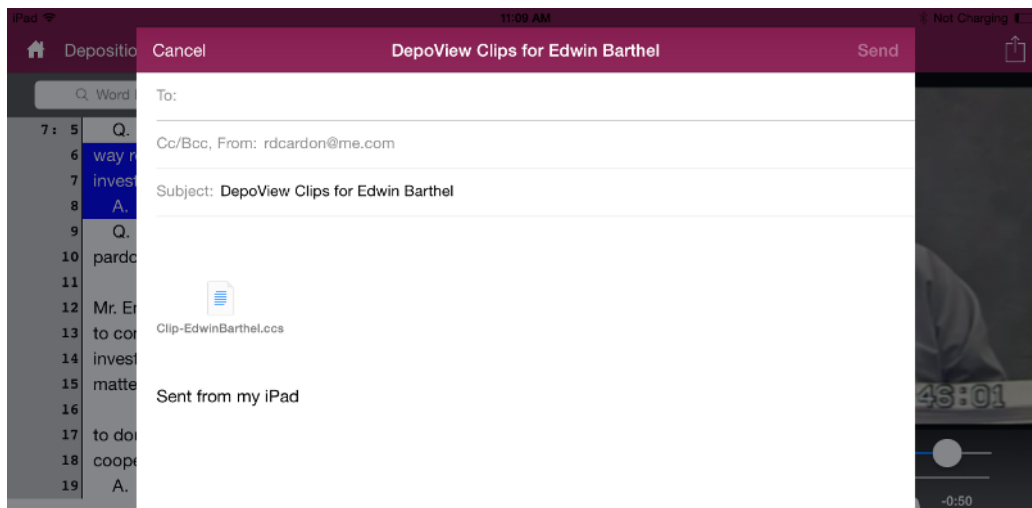 iPad 11:09 AM Not Charging
Depositio Cancel DepoView Clips for Edwin Barthel Send
Word
To:
7: 5 Q.
Cc/Bcc, From: rdcardon@me.com
6 way r
7 invest
Subject: DepoView Clips for Edwin Barthel
8 A.
9 Q.
10 pardo
11
12 Mr. Er
Clip-EdwinBarthel.ccs
13 to cor
14 invest
15 matte
Sent from my iPad
46:01
16
17 to do
18 coope
19 A.
-0:50